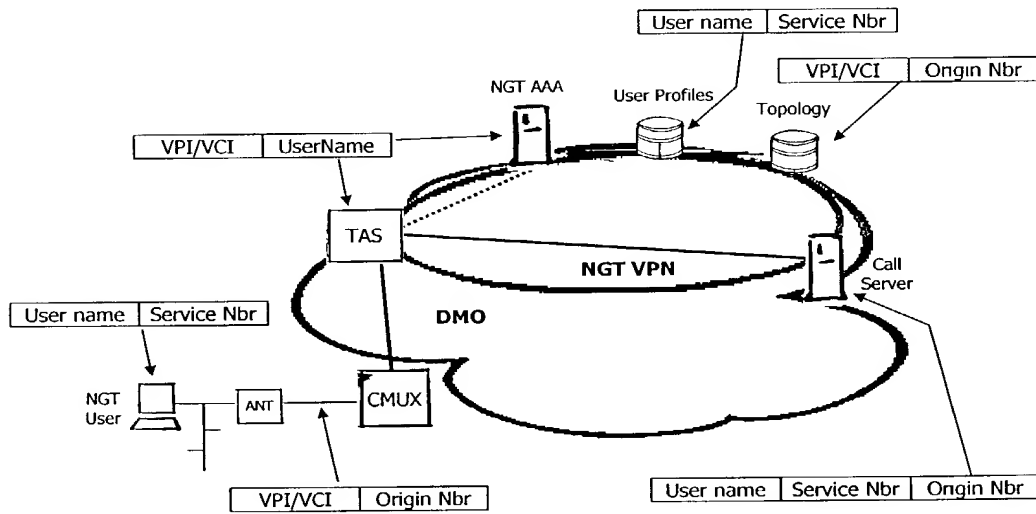 User name Service Nbr
VPI/VCI Origin Nbr
NGT AAA
User Profiles
Topology
VPI/VCI UserName
TAS
NGT VPN
Call
Server
User name Service Nbr
DMO
NGT
User
ANT
CMUX
VPI/VCI Origin Nbr
User name Service Nbr Origin Nbr